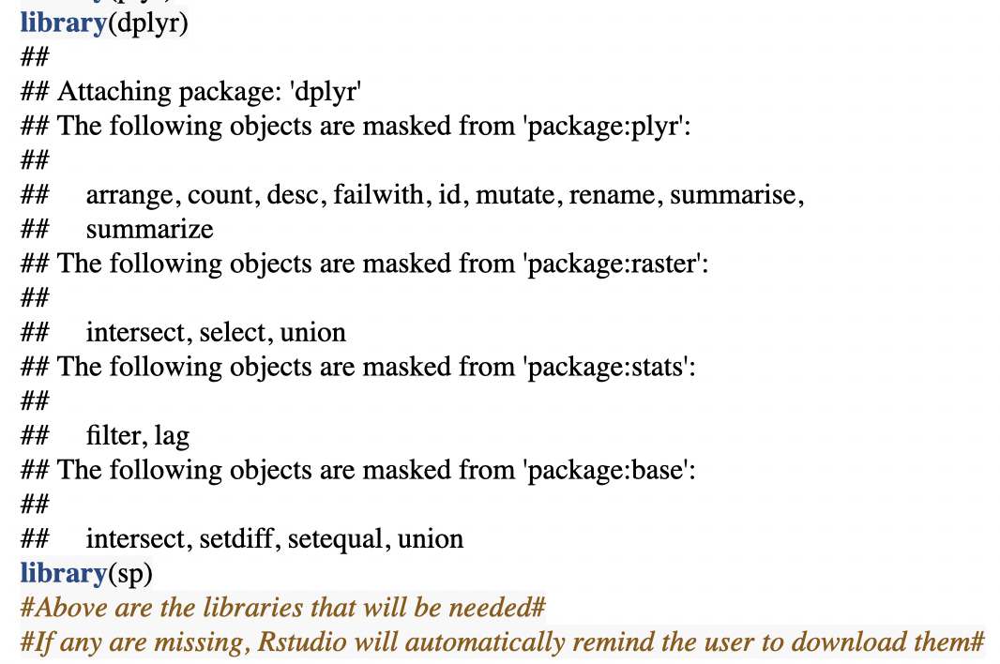 library(dplyr)
##
## Attaching package: 'dplyr'
## The following objects are masked from 'package:plyr':
##
##     arrange, count, desc, failwith, id, mutate, rename, summarise,
##     summarize
## The following objects are masked from 'package:raster':
##
##     intersect, select, union
## The following objects are masked from 'package:stats':
##
##     filter, lag
## The following objects are masked from 'package:base':
##
##     intersect, setdiff, setequal, union
library(sp)
#Above are the libraries that will be needed#
#If any are missing, Rstudio will automatically remind the user to download them#